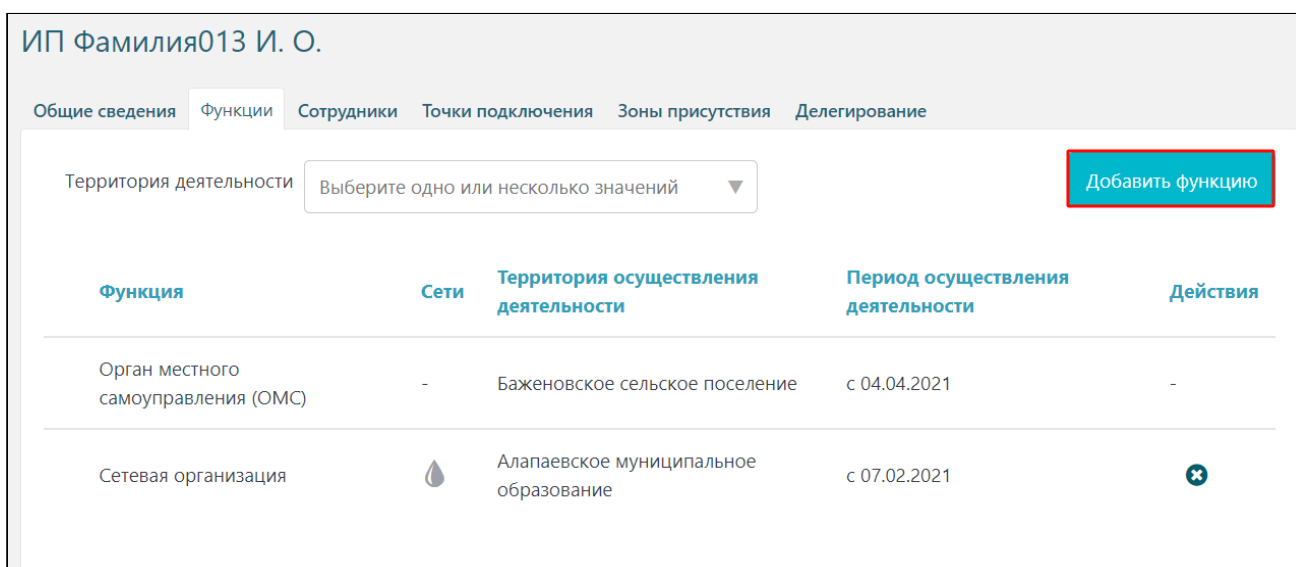 ИП Фамилия013 И. О.
Общие сведения Функции Сотрудники Точки подключения Зоны присутствия Делегирование
Территория деятельности Выберите одно или несколько значений Добавить функцию
Функция Сети Территория осуществления деятельности Период осуществления деятельности Действия
Орган местного самоуправления (ОМС) - Баженовское сельское поселение с 04.04.2021 -
Сетевая организация Алапаевское муниципальное образование с 07.02.2021